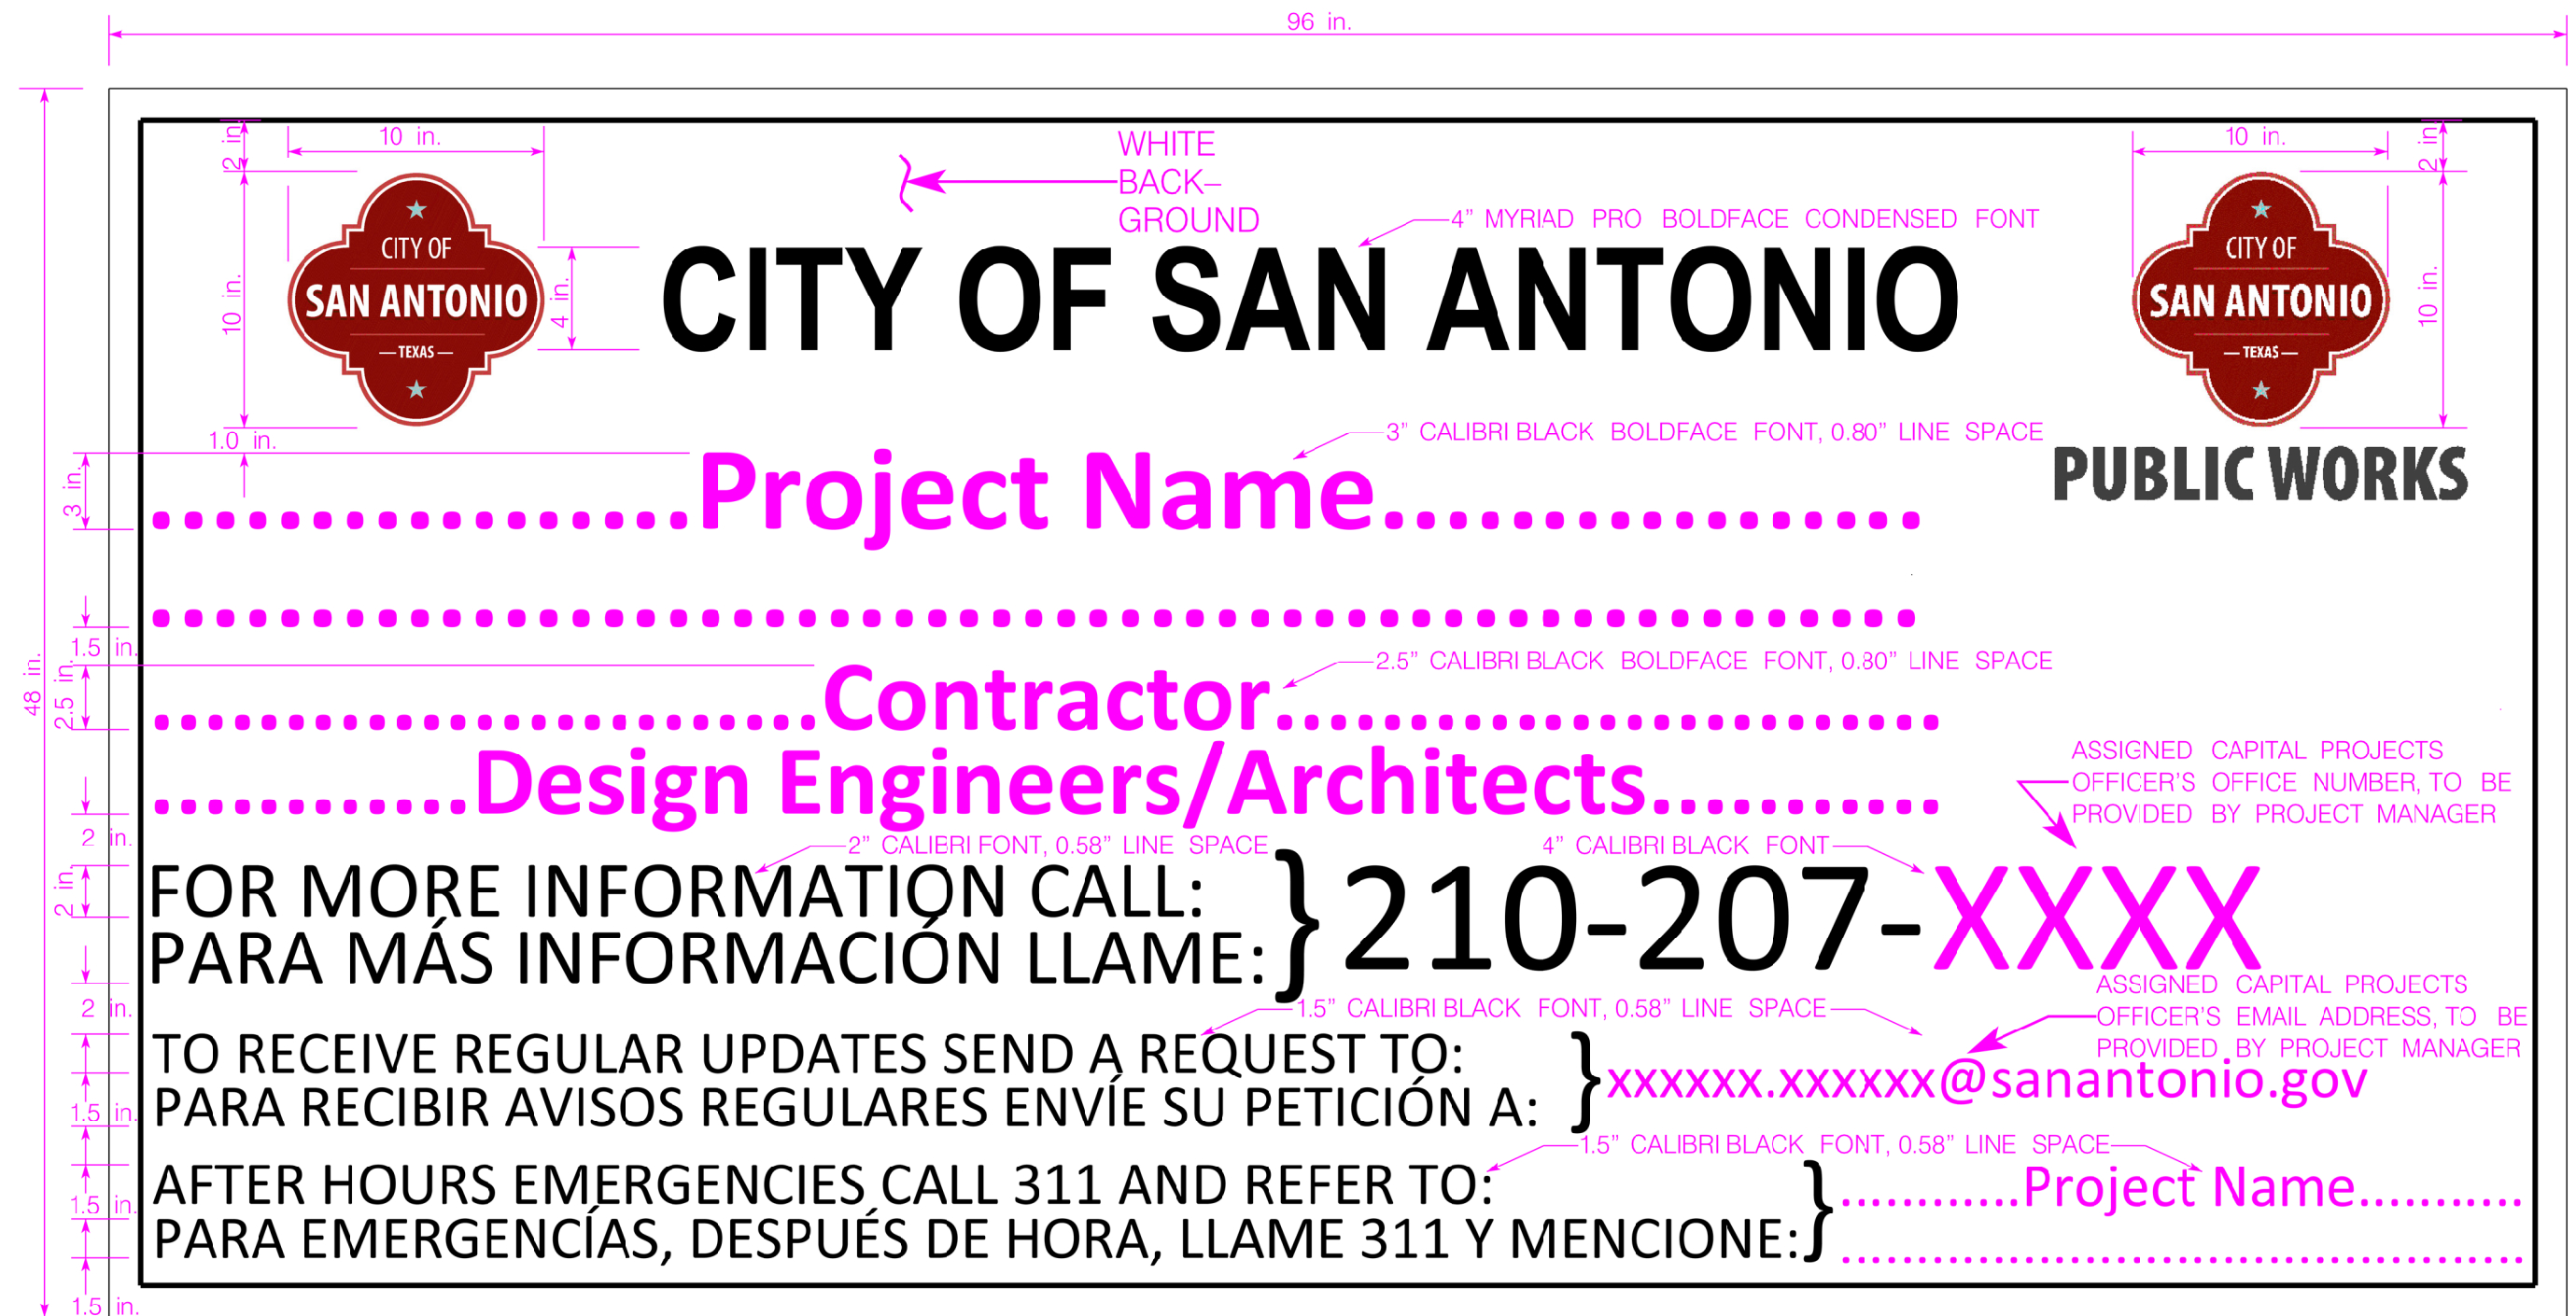 96 in.
2 in.
10 in.
WHITE
BACK–
GROUND
10 in.
2 in.
4" MYRIAD PRO BOLDFACE CONDENSED FONT
CITY OF
SAN ANTONIO
— TEXAS —
10 in.
4 in.
CITY OF SAN ANTONIO
CITY OF
SAN ANTONIO
— TEXAS —
10 in.
1.0 in.
3" CALIBRI BLACK BOLDFACE FONT, 0.80" LINE SPACE
3 in.
.................Project Name.................
PUBLIC WORKS
.......................................................
1.5 in.
48 in.
2.5" CALIBRI BLACK BOLDFACE FONT, 0.80" LINE SPACE
2.5 in.
.........................Contractor.........................
ASSIGNED CAPITAL PROJECTS
OFFICER'S OFFICE NUMBER, TO BE
PROVIDED BY PROJECT MANAGER
............Design Engineers/Architects...........
2 in.
2" CALIBRI FONT, 0.58" LINE SPACE
4" CALIBRI BLACK FONT
2 in.
FOR MORE INFORMATION CALL:
PARA MÁS INFORMACIÓN LLAME:
} 210-207-XXXX
2 in.
1.5" CALIBRI BLACK FONT, 0.58" LINE SPACE
ASSIGNED CAPITAL PROJECTS
OFFICER'S EMAIL ADDRESS, TO BE
PROVIDED BY PROJECT MANAGER
TO RECEIVE REGULAR UPDATES SEND A REQUEST TO:
PARA RECIBIR AVISOS REGULARES ENVÍE SU PETICIÓN A:
} xxxxxx.xxxxxx@sanantonio.gov
1.5 in.
1.5" CALIBRI BLACK FONT, 0.58" LINE SPACE
AFTER HOURS EMERGENCIES CALL 311 AND REFER TO:
PARA EMERGENCÍAS, DESPUÉS DE HORA, LLAME 311 Y MENCIONE:
} ............Project Name...........
.............................................
1.5 in.
1.5 in.